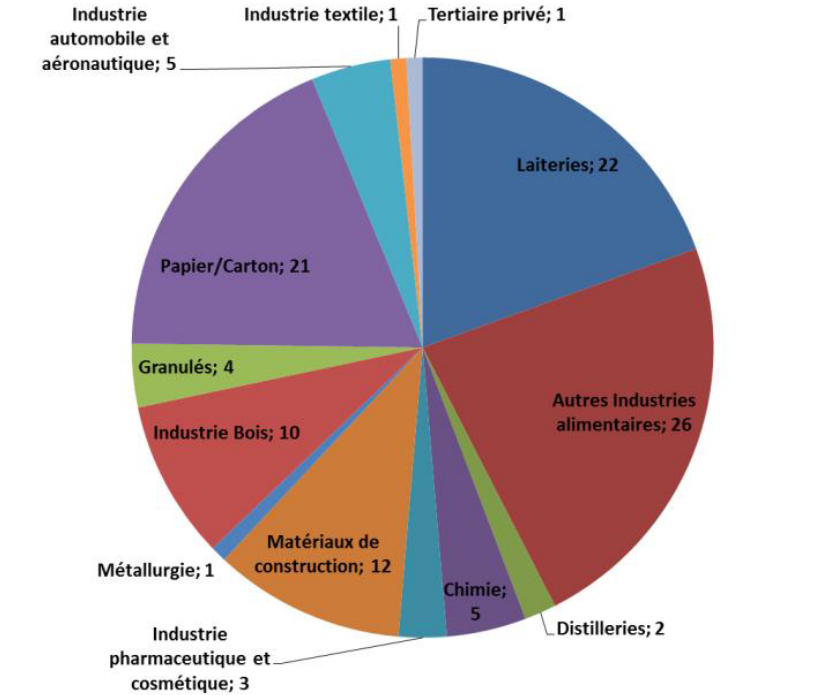 Industrie
automobile et
aéronautique; 5
Industrie textile; 1
Tertiaire privé; 1
Laiteries; 22
Papier/Carton; 21
Granulés; 4
Autres Industries
alimentaires; 26
Industrie Bois; 10
Matériaux de
construction; 12
Métallurgie; 1
Chimie;
5
Distilleries; 2
Industrie
pharmaceutique et
cosmétique; 3